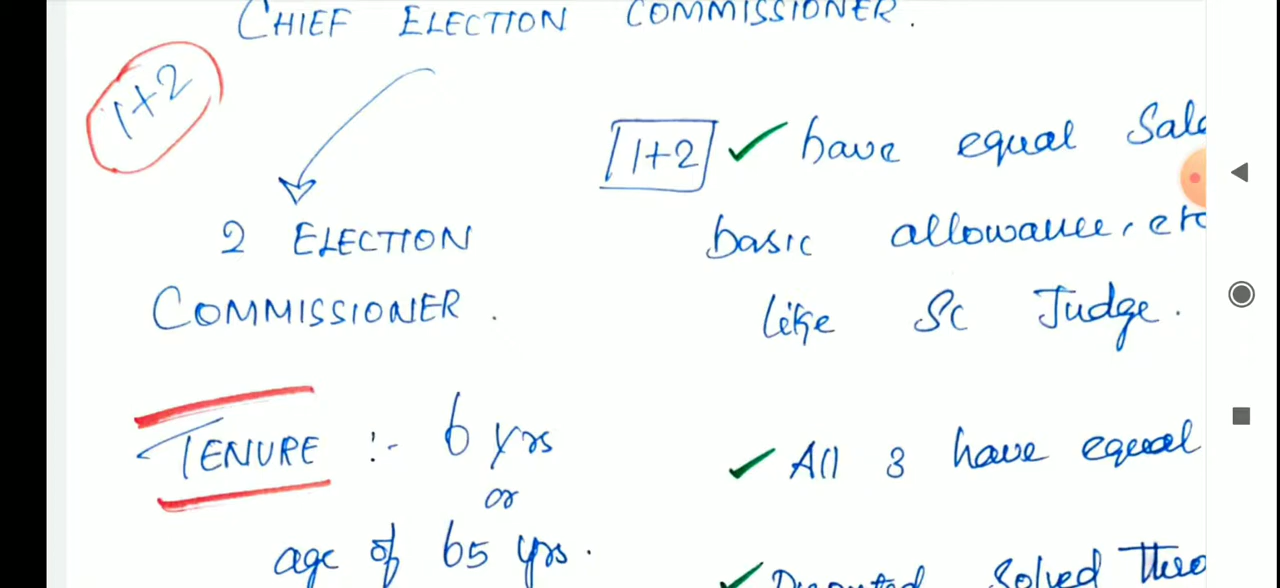 CHIEF ELECTION COMMISSIONER.
1+2
2 ELECTION
COMMISSIONER.
TENURE :- 6 yrs
or
age of 65 yrs.
1+2 have equal
basic allowance, etc
like SC Judge.
All 3 have equal
solved